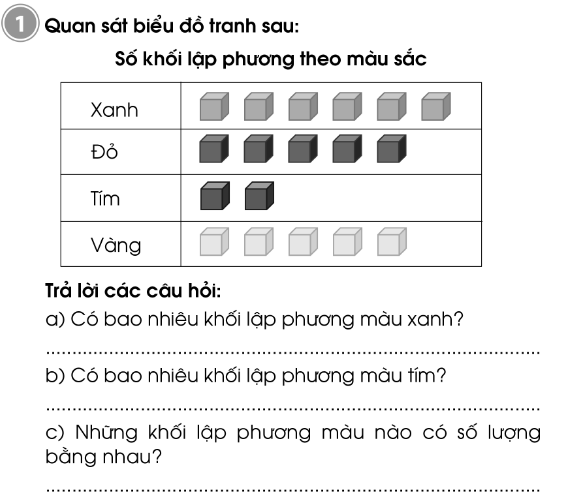 1 Quan sát biểu đồ tranh sau:
Số khối lập phương theo màu sắc
Xanh
Đỏ
Tím
Vàng
Trả lời các câu hỏi:
a) Có bao nhiêu khối lập phương màu xanh?
b) Có bao nhiêu khối lập phương màu tím?
c) Những khối lập phương màu nào có số lượng
bằng nhau?